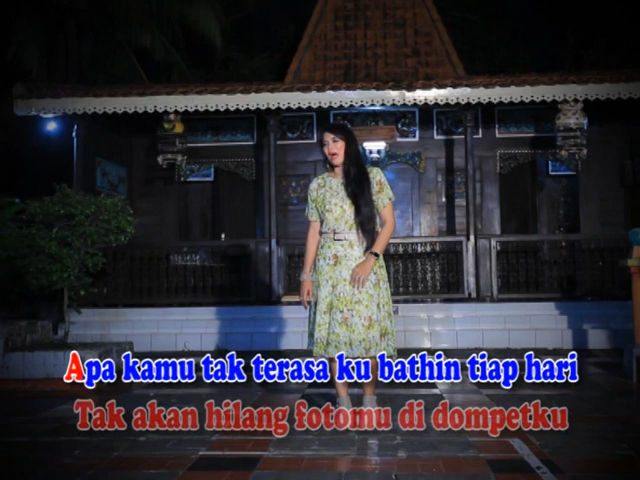 Apa kamu tak terasa ku bathin tiap hari
Tak akan hilang fotomu di dompetku